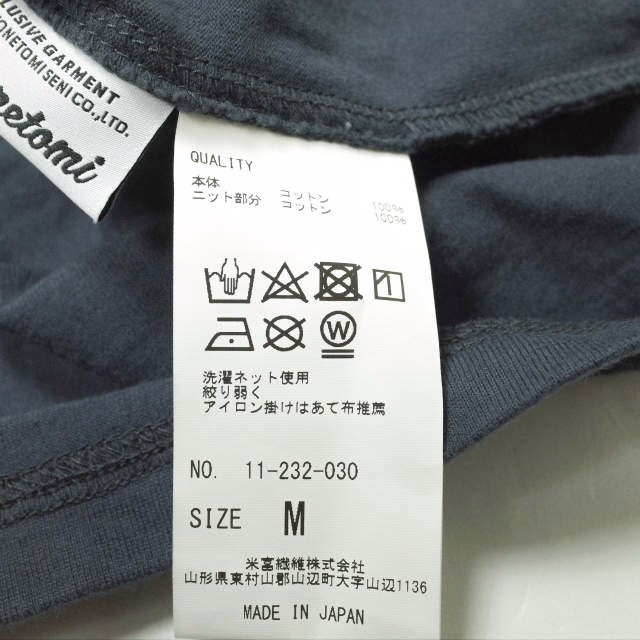 CLUSIVE GARMENT
YONETOMISENI CO.,LTD.
netomi
QUALITY
本体 コットン 100%
ニット部分 コットン 100%
W
洗濯ネット使用
絞り弱く
アイロン掛けはあて布推薦
NO. 11-232-030
SIZE M
米富繊維株式会社
山形県東村山郡山辺町大字山辺1136
MADE IN JAPAN